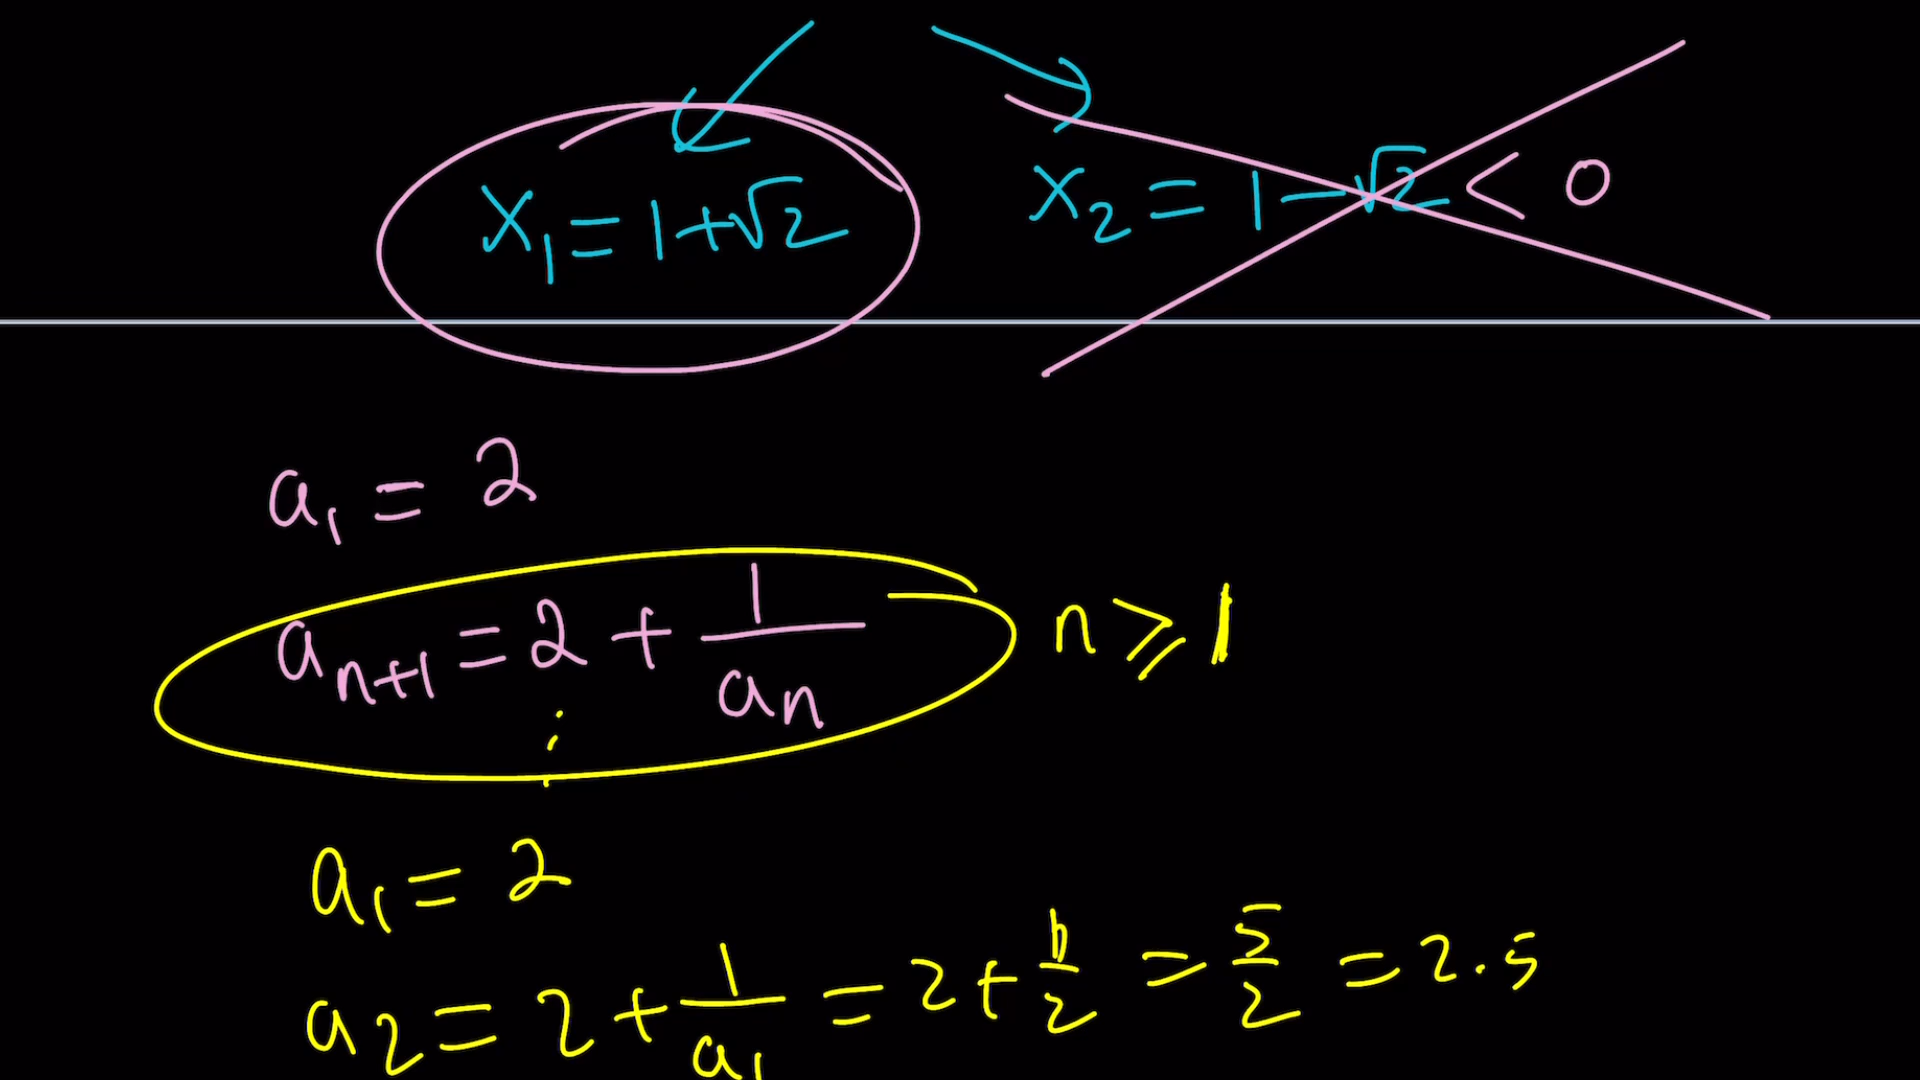 x₁ = 1+√2 x₂ = 1-√2 < 0
a₁ = 2
aₙ₊₁ = 2 + 1/aₙ n ≥ 1
⋮
a₁ = 2
a₂ = 2 + 1/a₁ = 2 + 1/2 = 5/2 = 2.5